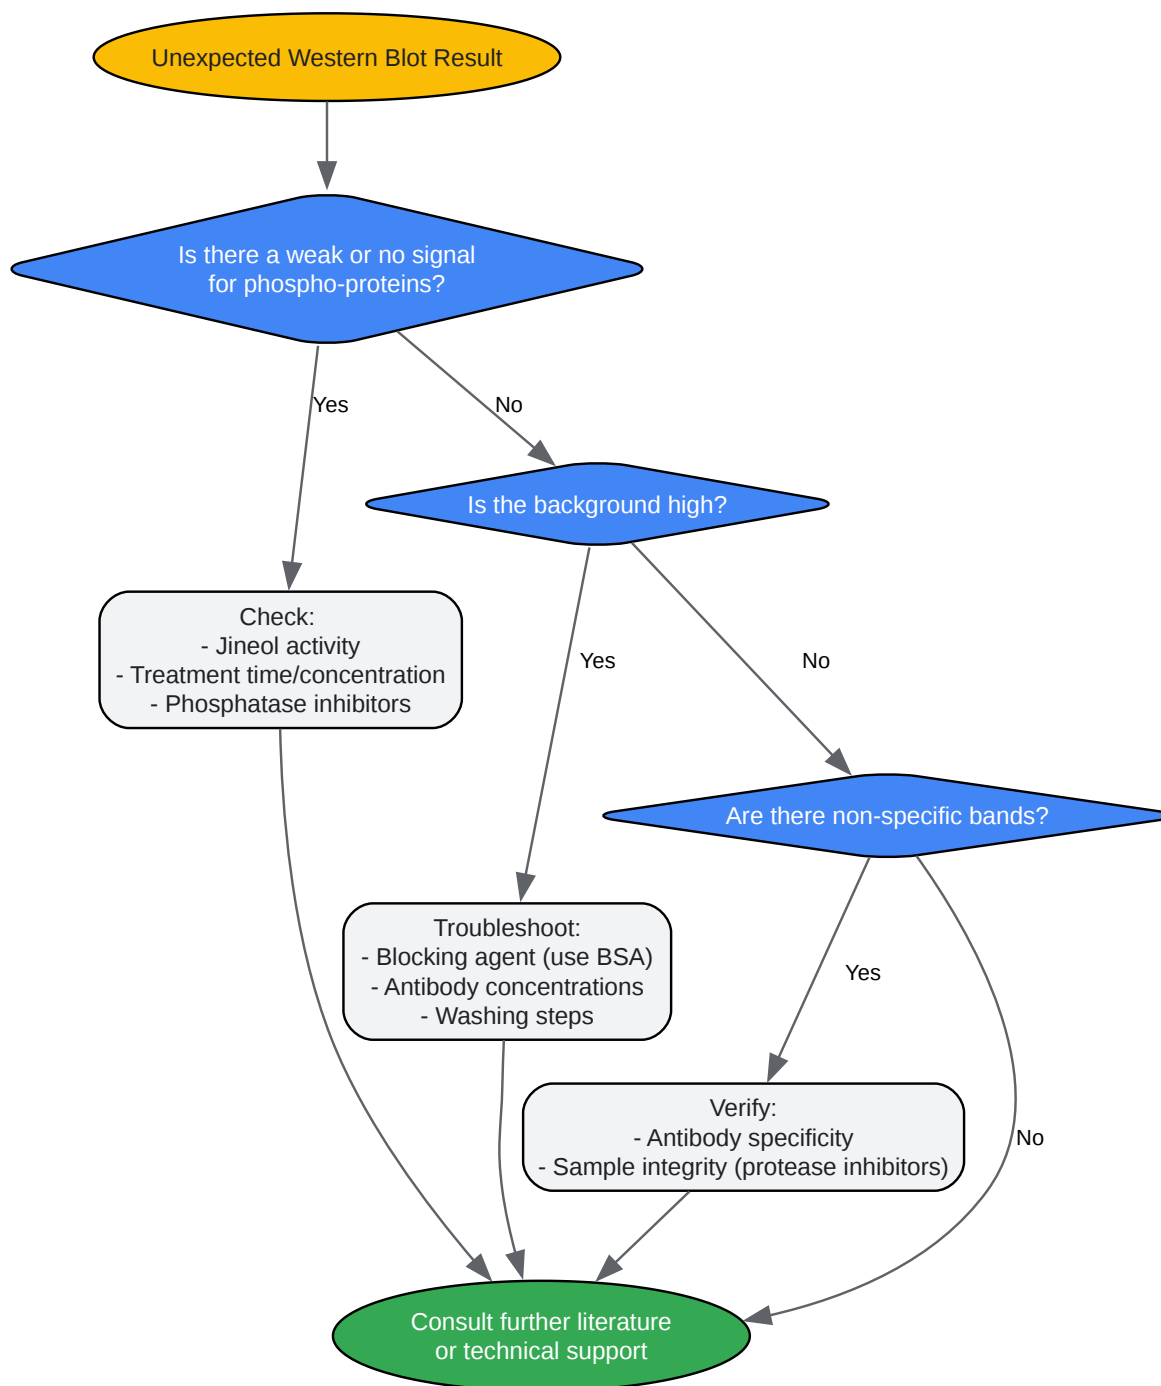 Unexpected Western Blot Result
Is there a weak or no signal
for phospho-proteins?
Yes
No
Is the background high?
Check:
- Jineol activity
- Treatment time/concentration
- Phosphatase inhibitors
Yes
No
Are there non-specific bands?
Troubleshoot:
- Blocking agent (use BSA)
- Antibody concentrations
- Washing steps
Yes
No
Verify:
- Antibody specificity
- Sample integrity (protease inhibitors)
Consult further literature
or technical support